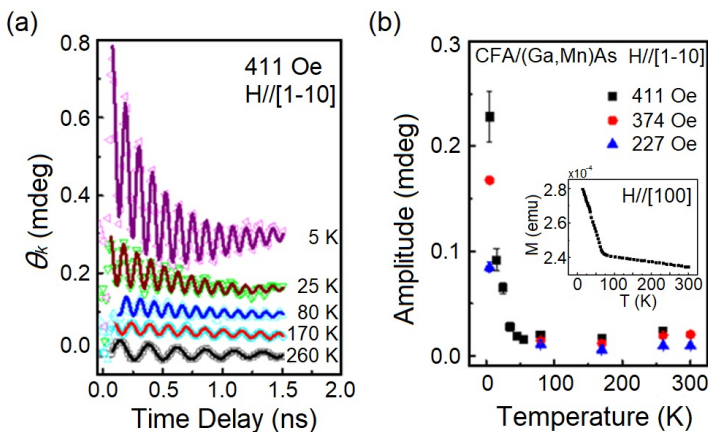 (a)
0.8
0.6
0.4
0.2
0.0
θk (mdeg)
411 Oe
H//[1-10]
5 K
25 K
80 K
170 K
260 K
0.0 0.5 1.0 1.5 2.0
Time Delay (ns)
(b)
0.3
0.2
0.1
0.0
Amplitude (mdeg)
CFA/(Ga,Mn)As H//[1-10]
411 Oe
374 Oe
227 Oe
×10⁻⁴
2.8
2.6
2.4
M (emu)
H//[100]
0 100 200 300
T (K)
0 100 200 300
Temperature (K)